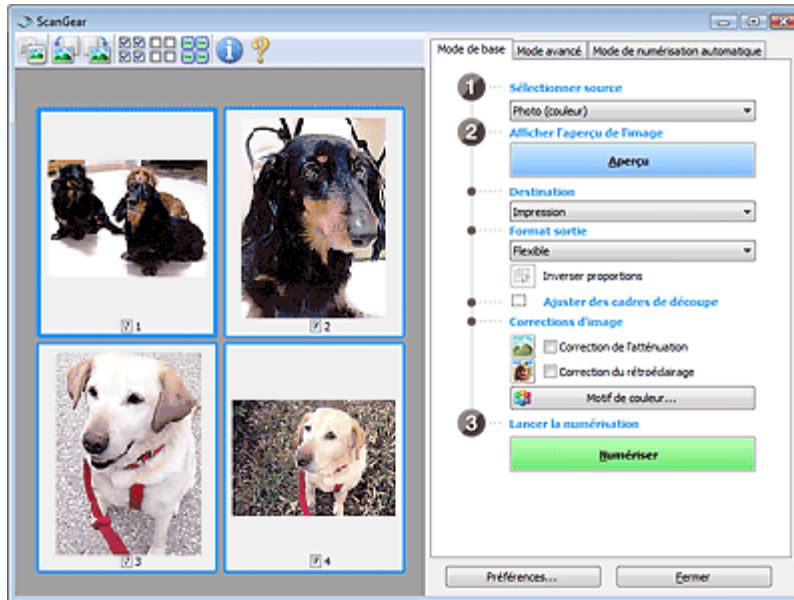 ScanGear
Mode de base Mode avancé Mode de numérisation automatique
1 Sélectionner source
Photo (couleur)
2 Afficher l'aperçu de l'image
Aperçu
Destination
Impression
Format sortie
Flexible
Inverser proportions
Ajuster des cadres de découpe
Corrections d'image
Correction de l'atténuation
Correction du rétroéclairage
Motif de couleur...
3 Lancer la numérisation
Numériser
1
2
3
4
Préférences... Fermer